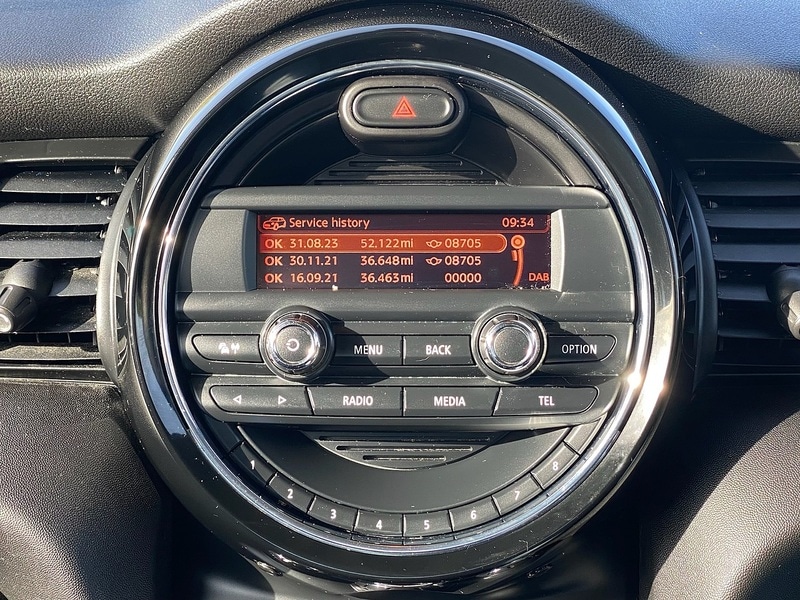 Service history 09:34
OK 31.08.23 52.122mi 08705
OK 30.11.21 36.648mi 08705
OK 16.09.21 36.463mi 00000
DAB
MENU BACK OPTION
RADIO MEDIA TEL
1 2 3 4 5 6 7 8